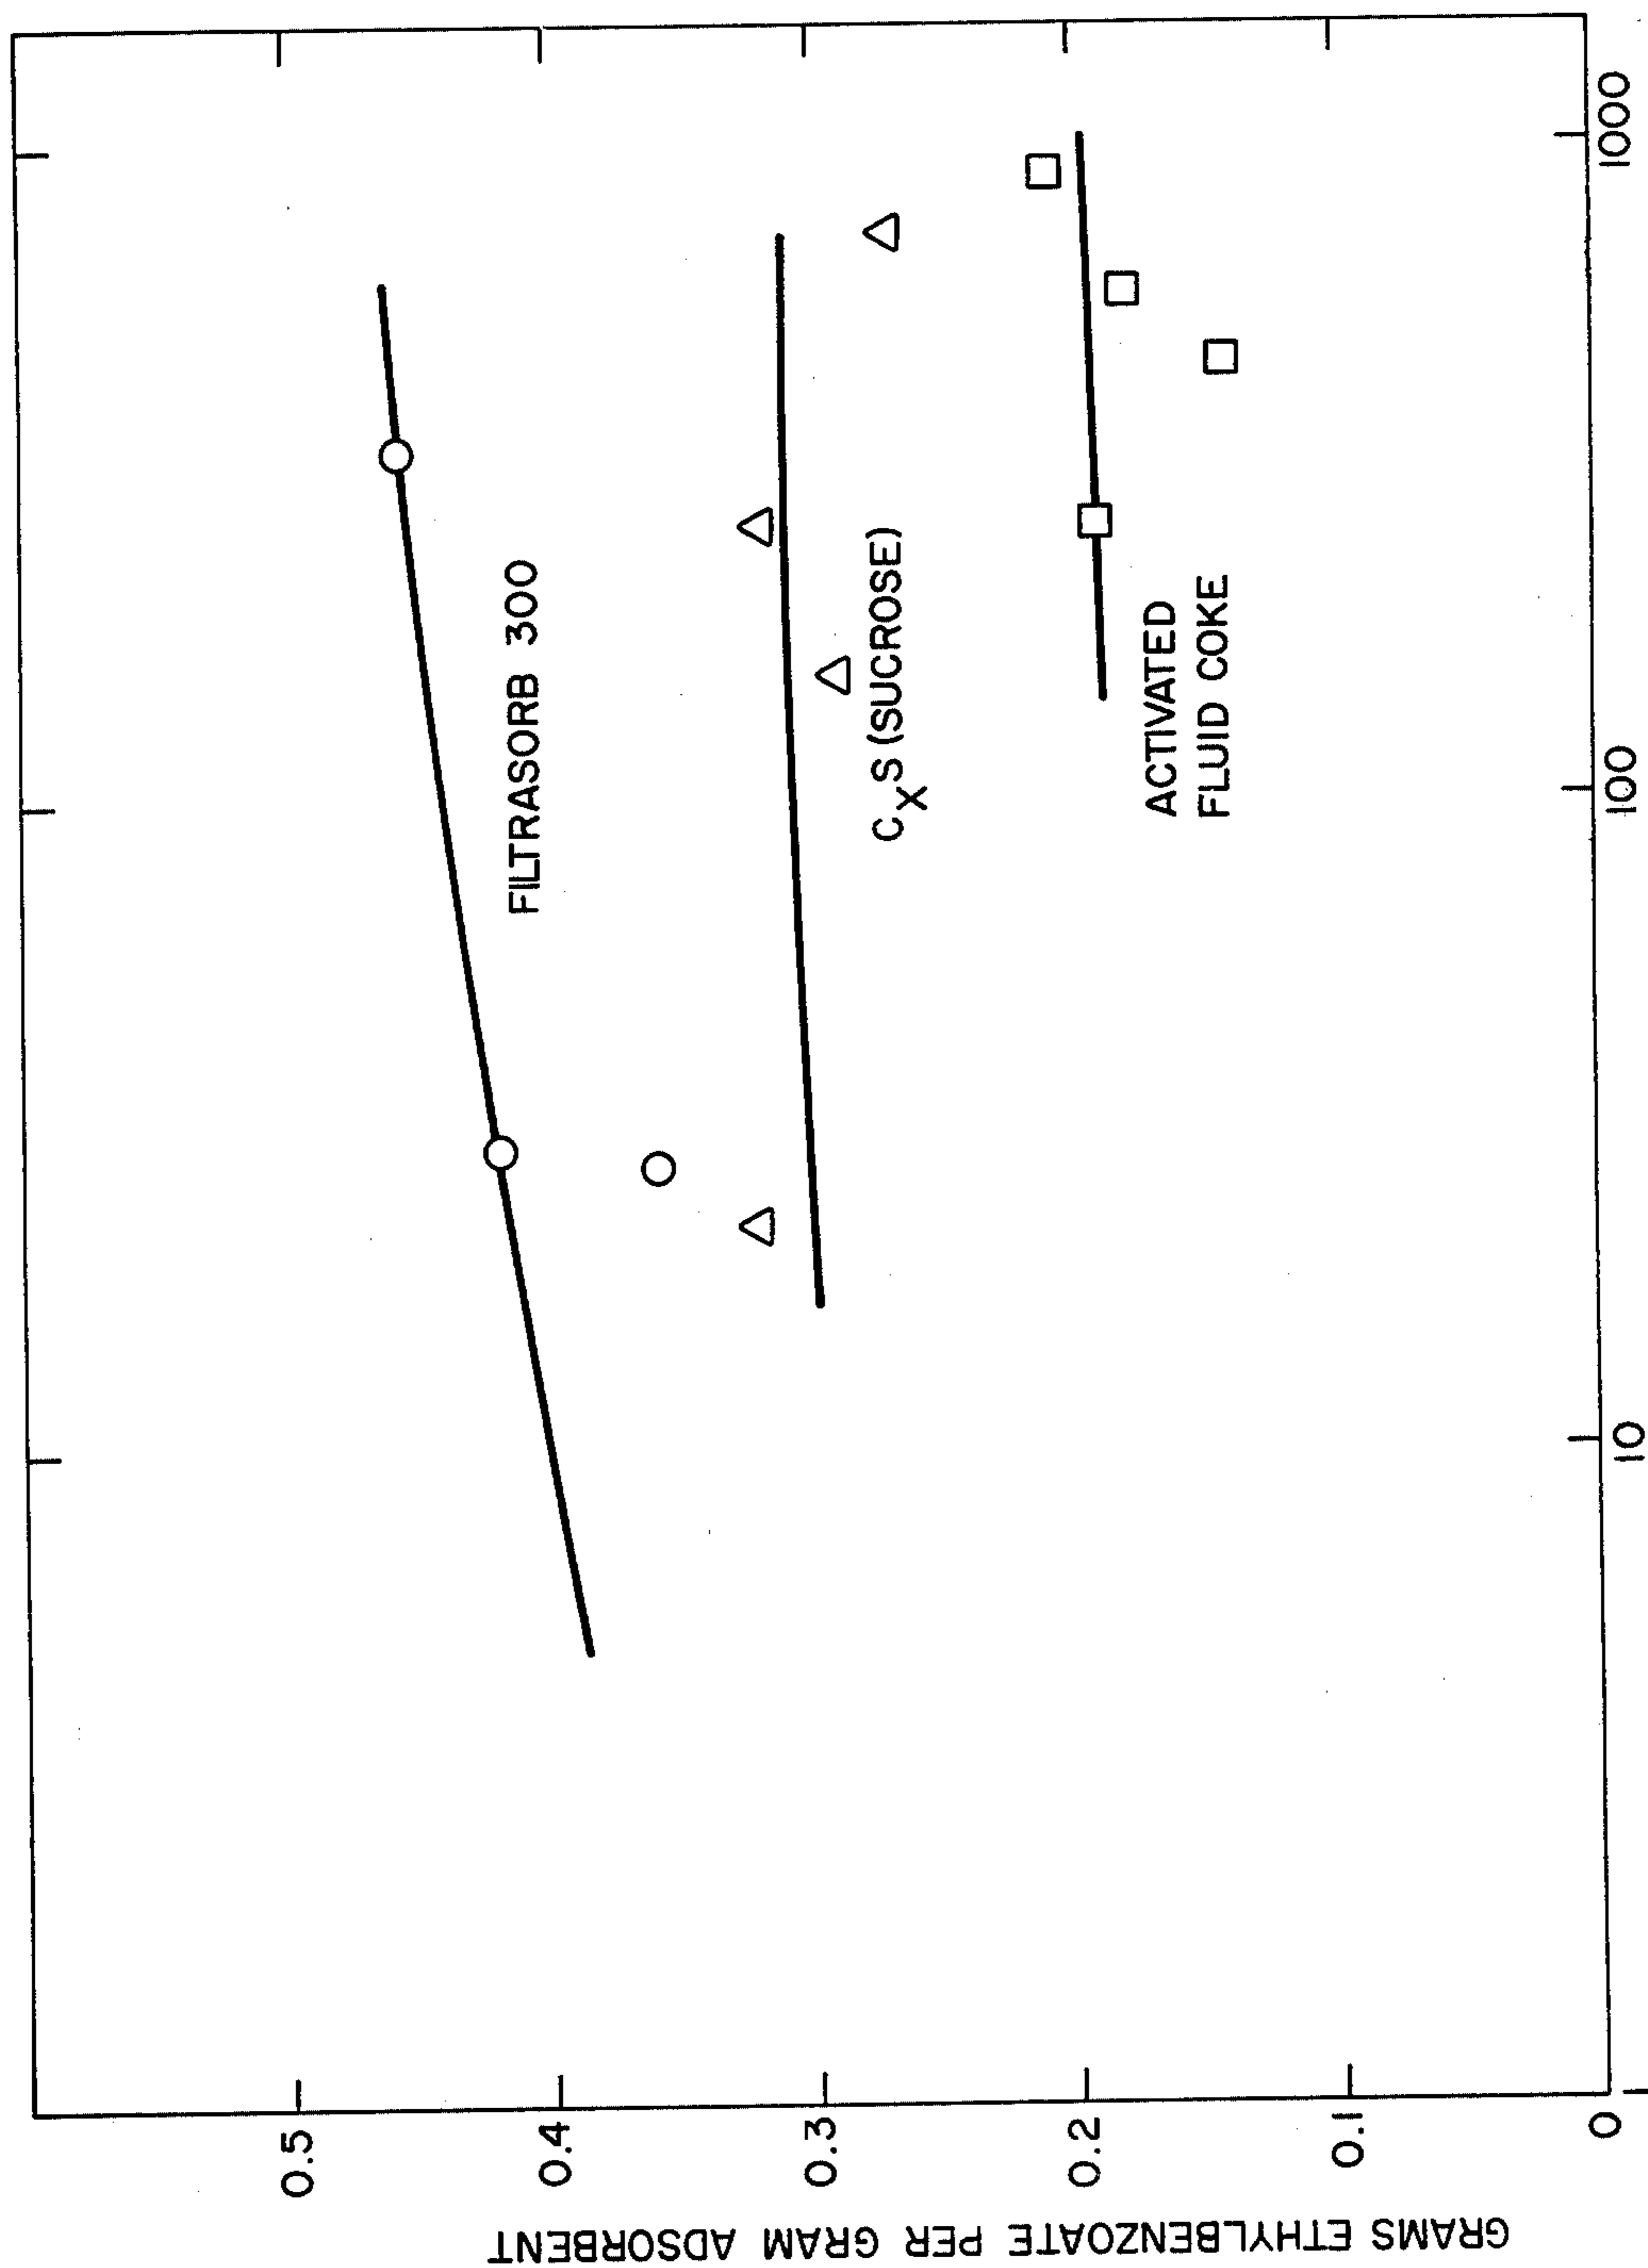 GRAMS ETHYLBENZOATE PER GRAM ADSORBENT
0.5
0.4
0.3
0.2
0.1
0
FILTRASORB 300
CXS (SUCROSE)
ACTIVATED
FLUID COKE
1
10
100
1000